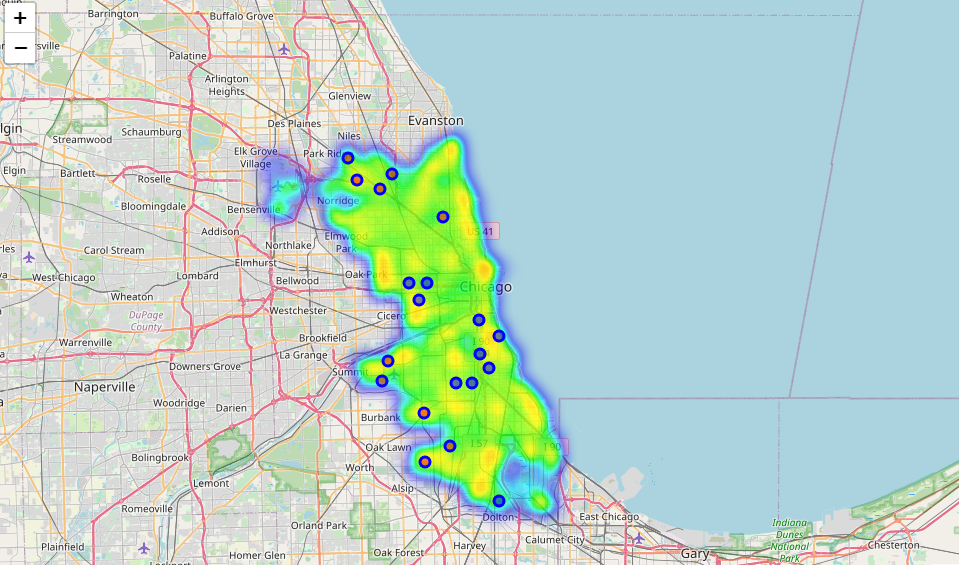 +
−
Barrington
Buffalo Grove
Palatine
Arlington
Heights
Glenview
Evanston
Des Plaines
Niles
Schaumburg
Streamwood
Elgin
Elk Grove
Village
Park Rid
Bartlett
Roselle
Norridge
Bensenville
Bloomingdale
US 41
Addison
Elmwood
Park
Northlake
Carol Stream
Elmhurst
West Chicago
Lombard
Bellwood
Oak Park
Chicago
Wheaton
Westchester
Cicero
DuPage
County
Brookfield
Warrenville
La Grange
I 90
Downers Grove
Summit
Naperville
Woodridge
Darien
Burbank
Oak Lawn
I 57
I 90
Bolingbrook
Worth
Lemont
Alsip
Romeoville
Dolton
East Chicago
Orland Park
Indiana
Dunes
National
Park
Calumet City
Plainfield
Harvey
Chesterton
Homer Glen
Oak Forest
Gary